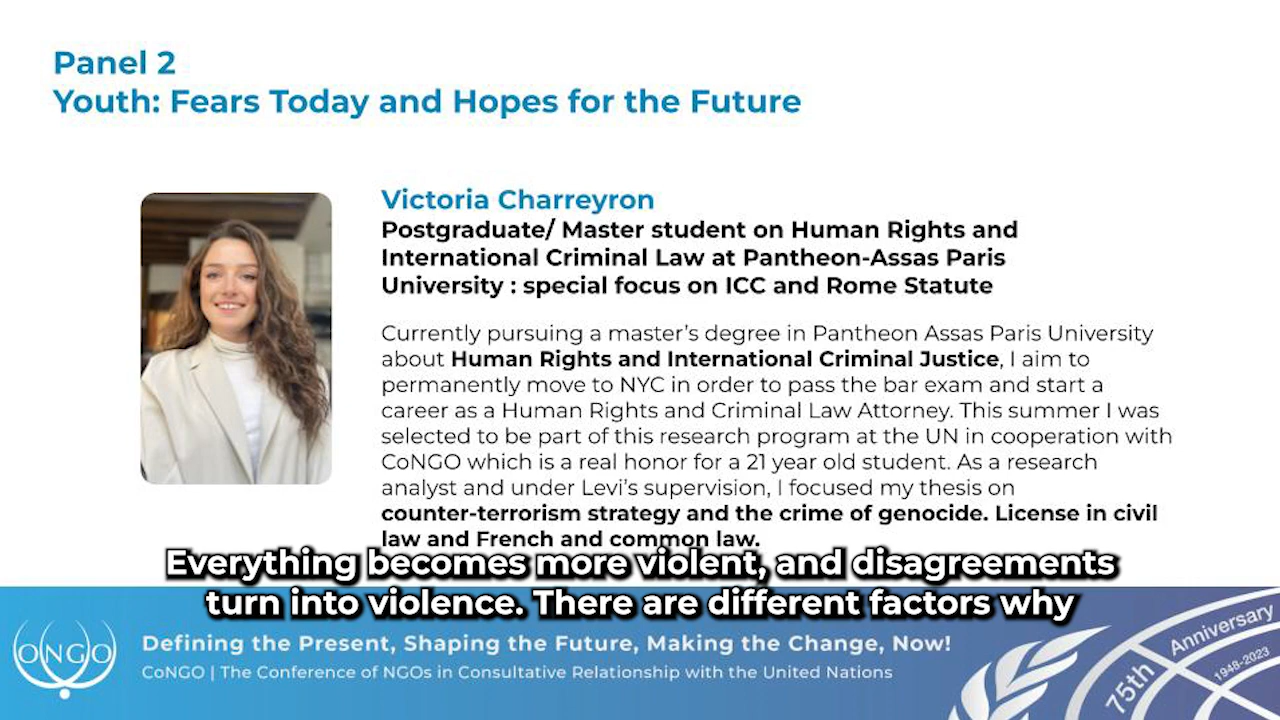 Panel 2
Youth: Fears Today and Hopes for the Future
Victoria Charreyron
Postgraduate/ Master student on Human Rights and
International Criminal Law at Pantheon-Assas Paris
University : special focus on ICC and Rome Statute
Currently pursuing a master's degree in Pantheon Assas Paris University
about Human Rights and International Criminal Justice, I aim to
permanently move to NYC in order to pass the bar exam and start a
career as a Human Rights and Criminal Law Attorney. This summer I was
selected to be part of this research program at the UN in cooperation with
CoNGO which is a real honor for a 21 year old student. As a research
analyst and under Levi's supervision, I focused my thesis on
counter-terrorism strategy and the crime of genocide. License in civil
law and French and common law.
Everything becomes more violent, and disagreements
turn into violence. There are different factors why
CONGO
Defining the Present, Shaping the Future, Making the Change, Now!
CoNGO | The Conference of NGOs in Consultative Relationship with the United Nations
75th Anniversary
1948-2023